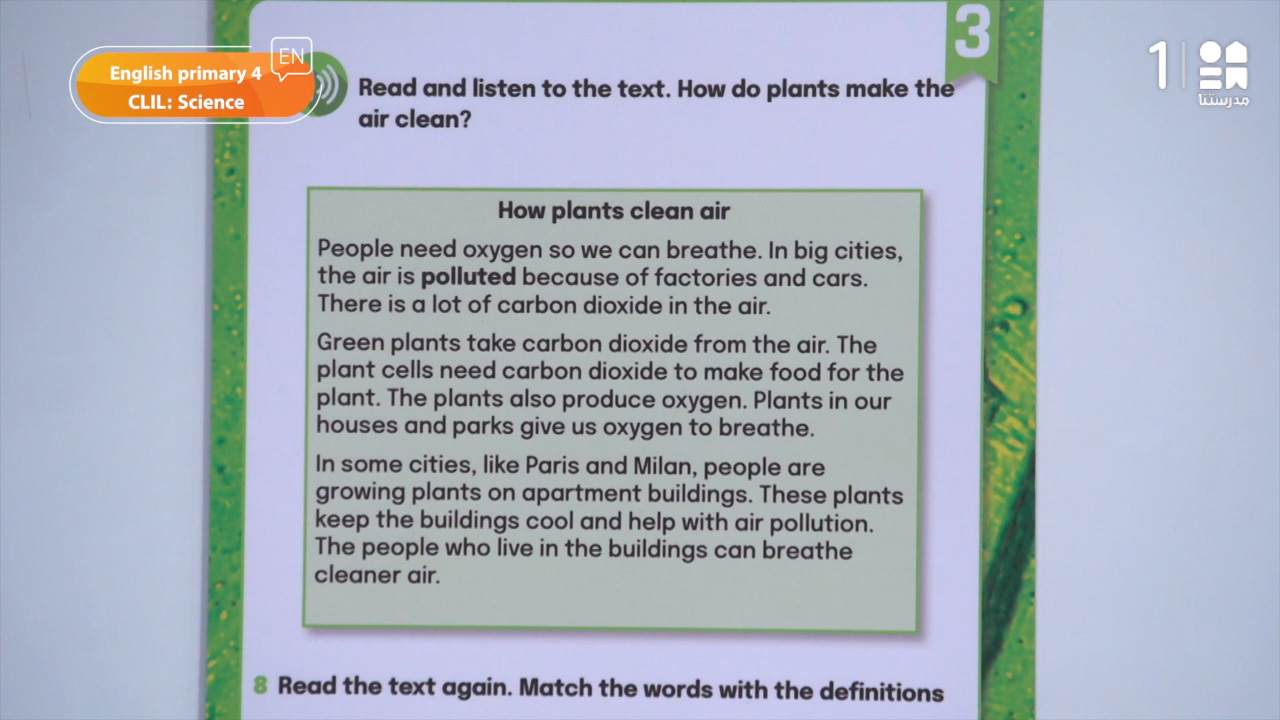 EN
English primary 4
CLIL: Science
3
1
مدرستنا
Read and listen to the text. How do plants make the
air clean?
How plants clean air
People need oxygen so we can breathe. In big cities,
the air is polluted because of factories and cars.
There is a lot of carbon dioxide in the air.
Green plants take carbon dioxide from the air. The
plant cells need carbon dioxide to make food for the
plant. The plants also produce oxygen. Plants in our
houses and parks give us oxygen to breathe.
In some cities, like Paris and Milan, people are
growing plants on apartment buildings. These plants
keep the buildings cool and help with air pollution.
The people who live in the buildings can breathe
cleaner air.
8 Read the text again. Match the words with the definitions